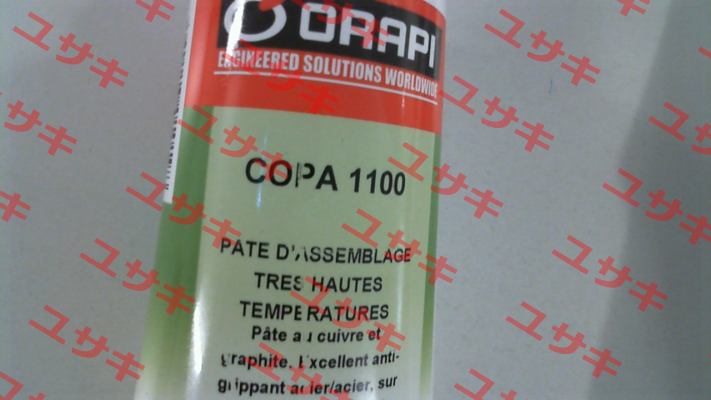 ORAPI
ENGINEERED SOLUTIONS WORLDWIDE
COPA 1100
PATE D'ASSEMBLAGE
TRES HAUTES
TEMPERATURES
Pâte au cuivre et
graphite. Excellent anti-
grippant acier/acier, sur
ユサキ